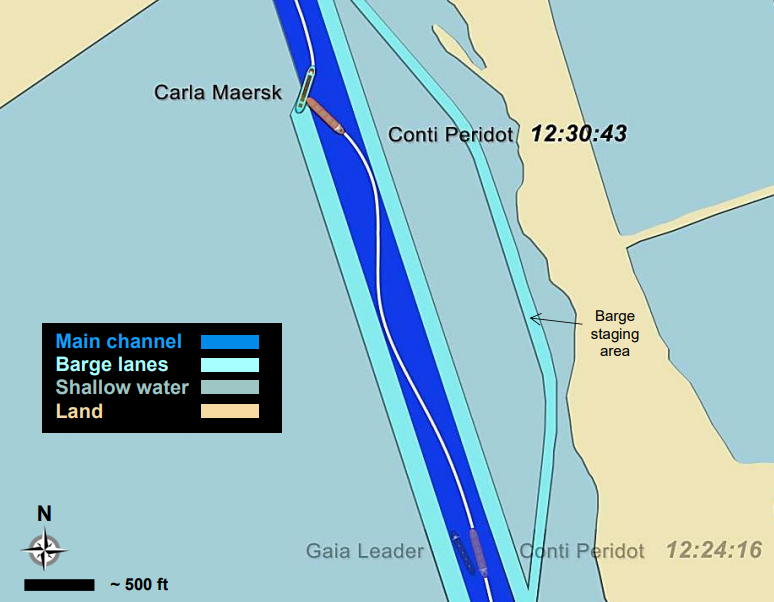 Carla Maersk
Conti Peridot 12:30:43
Barge
staging
area
Main channel
Barge lanes
Shallow water
Land
N
Gaia Leader
Conti Peridot 12:24:16
~ 500 ft